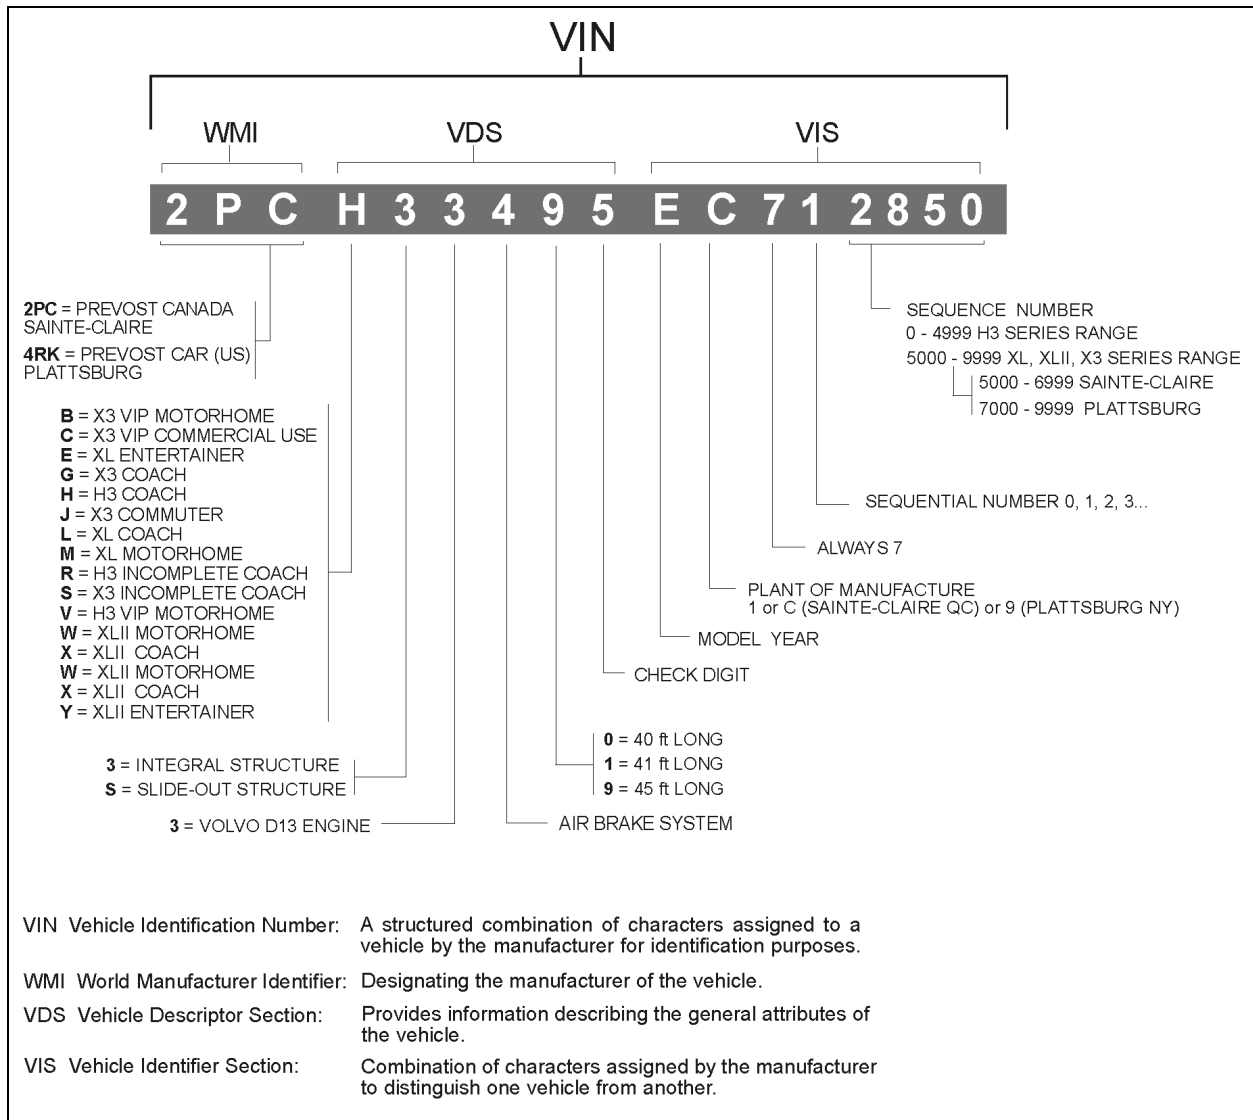 VIN
WMI
VDS
VIS
2 P C H 3 3 4 9 5 E C 7 1 2 8 5 0
2PC = PREVOST CANADA
SAINTE-CLAIRE
4RK = PREVOST CAR (US)
PLATTSBURG
SEQUENCE NUMBER
0 - 4999 H3 SERIES RANGE
5000 - 9999 XL, XLII, X3 SERIES RANGE
5000 - 6999 SAINTE-CLAIRE
7000 - 9999 PLATTSBURG
B = X3 VIP MOTORHOME
C = X3 VIP COMMERCIAL USE
E = XL ENTERTAINER
G = X3 COACH
H = H3 COACH
J = X3 COMMUTER
L = XL COACH
M = XL MOTORHOME
R = H3 INCOMPLETE COACH
S = X3 INCOMPLETE COACH
V = H3 VIP MOTORHOME
W = XLII MOTORHOME
X = XLII COACH
W = XLII MOTORHOME
X = XLII COACH
Y = XLII ENTERTAINER
SEQUENTIAL NUMBER 0, 1, 2, 3...
ALWAYS 7
PLANT OF MANUFACTURE
1 or C (SAINTE-CLAIRE QC) or 9 (PLATTSBURG NY)
MODEL YEAR
CHECK DIGIT
0 = 40 ft LONG
1 = 41 ft LONG
9 = 45 ft LONG
3 = INTEGRAL STRUCTURE
S = SLIDE-OUT STRUCTURE
3 = VOLVO D13 ENGINE
AIR BRAKE SYSTEM
VIN Vehicle Identification Number: A structured combination of characters assigned to a
vehicle by the manufacturer for identification purposes.
WMI World Manufacturer Identifier: Designating the manufacturer of the vehicle.
VDS Vehicle Descriptor Section: Provides information describing the general attributes of
the vehicle.
VIS Vehicle Identifier Section: Combination of characters assigned by the manufacturer
to distinguish one vehicle from another.